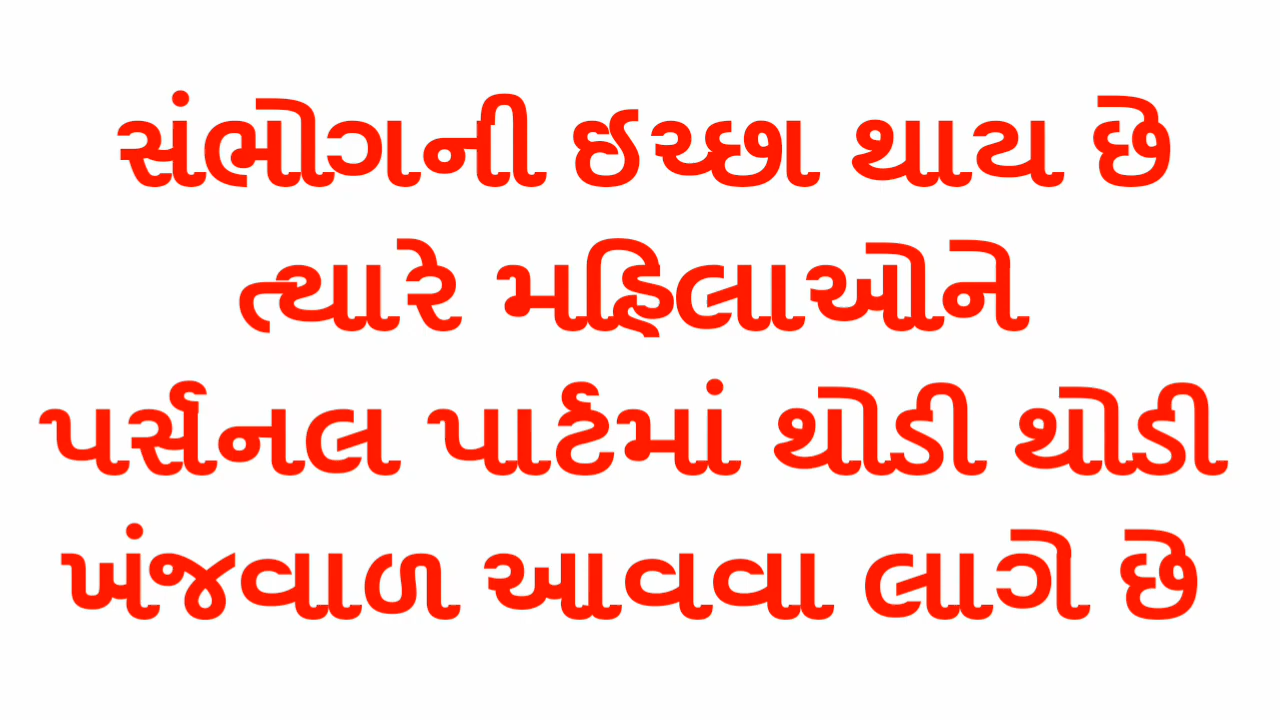 સંભોગની ઇચ્છા થાય છે
ત્યારે મહિલાઓને
પર્સનલ પાર્ટમાં થોડી થોડી
ખંજવાળ આવવા લાગે છે